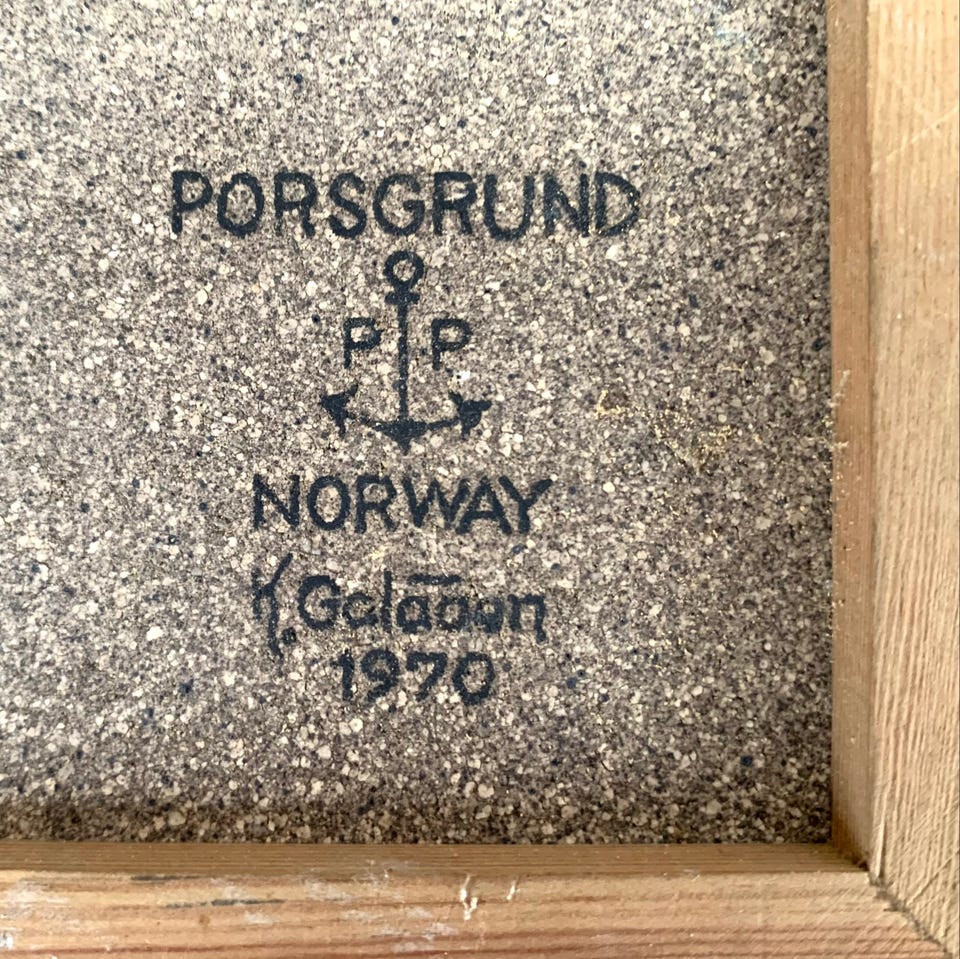 PORSGRUND
P P
NORWAY
K. Galaaen
1970